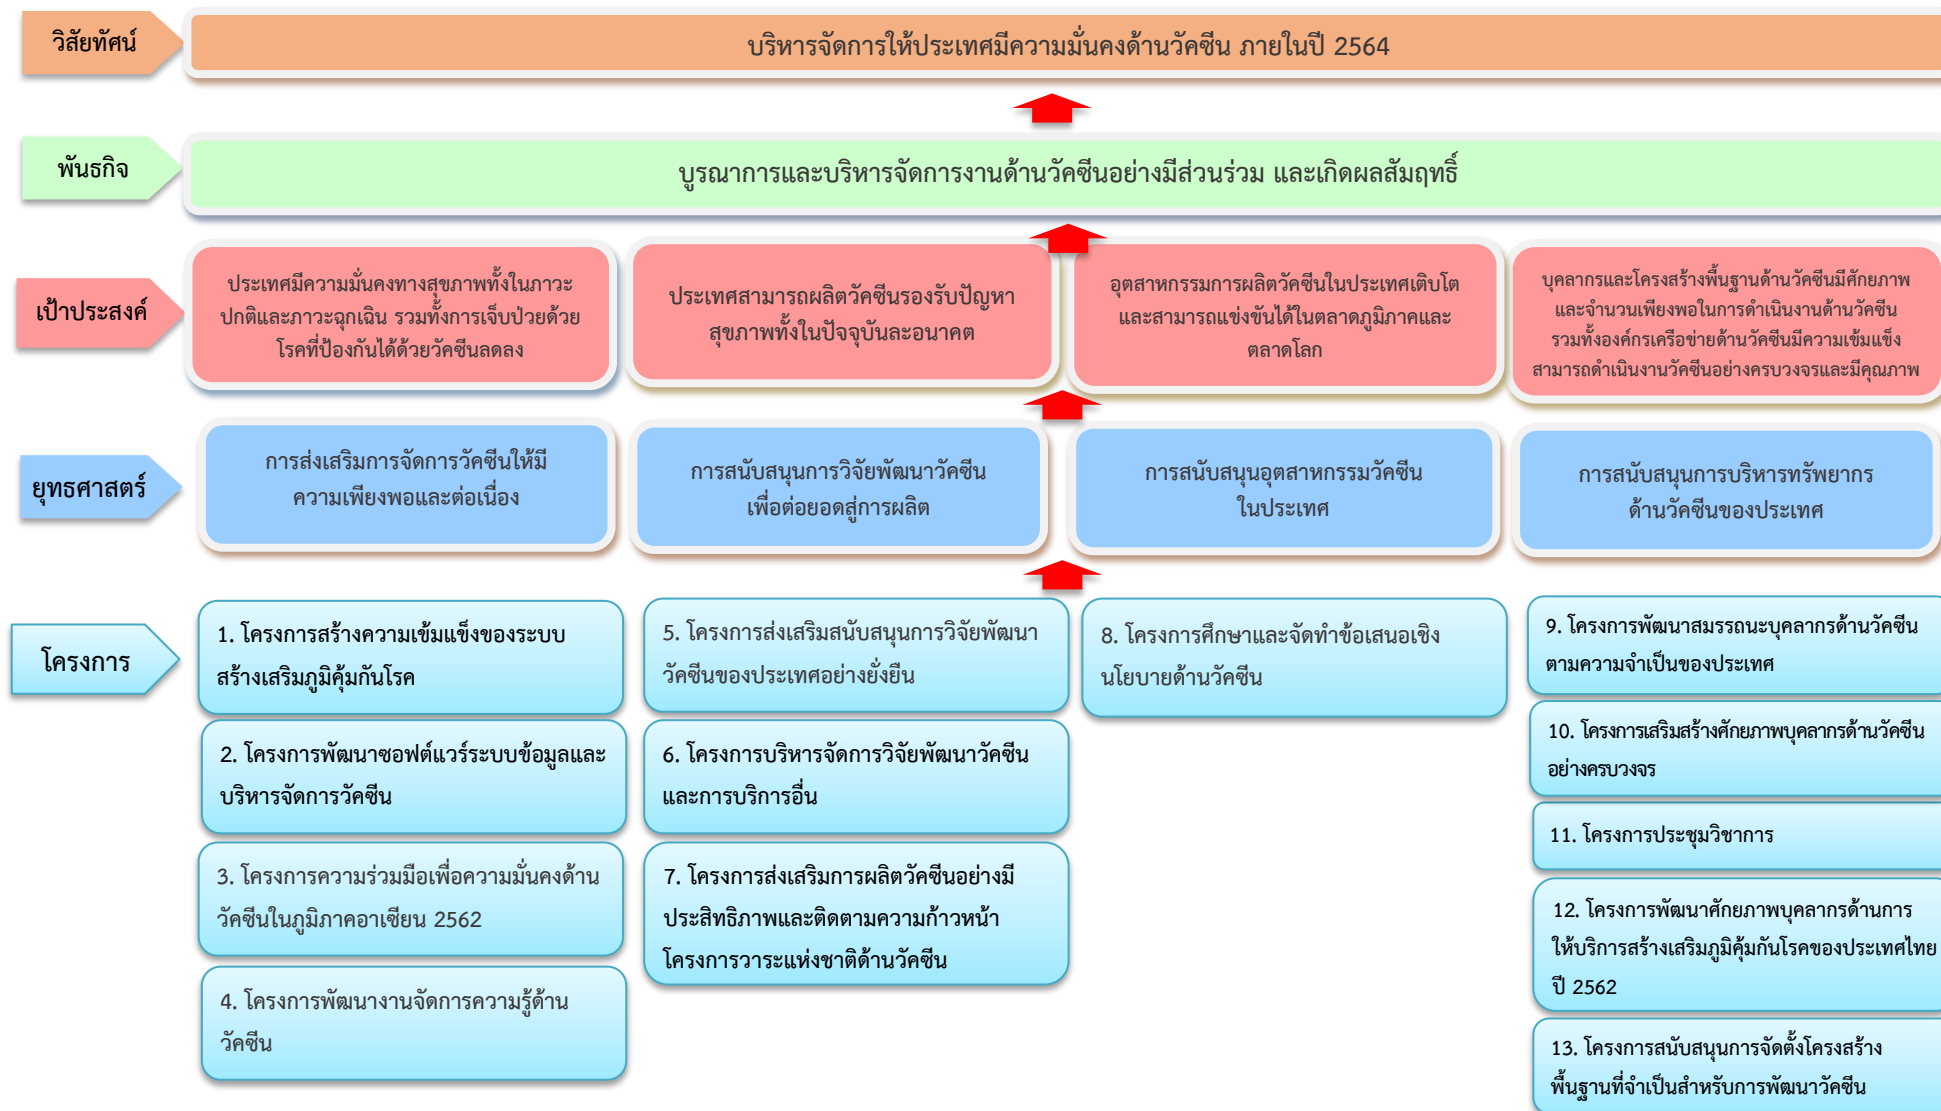 วิสัยทัศน์
บริหารจัดการให้ประเทศมีความมั่นคงด้านวัคซีน ภายในปี 2564
พันธกิจ
บูรณาการและบริหารจัดการงานด้านวัคซีนอย่างมีส่วนร่วม และเกิดผลสัมฤทธิ์
เป้าประสงค์
ประเทศมีความมั่นคงทางสุขภาพทั้งในภาวะ
ปกติและภาวะฉุกเฉิน รวมทั้งการเจ็บป่วยด้วย
โรคที่ป้องกันได้ด้วยวัคซีนลดลง
ประเทศสามารถผลิตวัคซีนรองรับปัญหา
สุขภาพทั้งในปัจจุบันละอนาคต
อุตสาหกรรมการผลิตวัคซีนในประเทศเติบโต
และสามารถแข่งขันได้ในตลาดภูมิภาคและ
ตลาดโลก
บุคลากรและโครงสร้างพื้นฐานด้านวัคซีนมีศักยภาพ
และจำนวนเพียงพอในการดำเนินงานด้านวัคซีน
รวมทั้งองค์กรเครือข่ายด้านวัคซีนมีความเข้มแข็ง
สามารถดำเนินงานวัคซีนอย่างครบวงจรและมีคุณภาพ
ยุทธศาสตร์
การส่งเสริมการจัดการวัคซีนให้มี
ความเพียงพอและต่อเนื่อง
การสนับสนุนการวิจัยพัฒนาวัคซีน
เพื่อต่อยอดสู่การผลิต
การสนับสนุนอุตสาหกรรมวัคซีน
ในประเทศ
การสนับสนุนการบริหารทรัพยากร
ด้านวัคซีนของประเทศ
โครงการ
1. โครงการสร้างความเข้มแข็งของระบบ
สร้างเสริมภูมิคุ้มกันโรค
2. โครงการพัฒนาซอฟต์แวร์ระบบข้อมูลและ
บริหารจัดการวัคซีน
3. โครงการความร่วมมือเพื่อความมั่นคงด้าน
วัคซีนในภูมิภาคอาเซียน 2562
4. โครงการพัฒนางานจัดการความรู้ด้าน
วัคซีน
5. โครงการส่งเสริมสนับสนุนการวิจัยพัฒนา
วัคซีนของประเทศอย่างยั่งยืน
6. โครงการบริหารจัดการวิจัยพัฒนาวัคซีน
และการบริการอื่น
7. โครงการส่งเสริมการผลิตวัคซีนอย่างมี
ประสิทธิภาพและติดตามความก้าวหน้า
โครงการวาระแห่งชาติด้านวัคซีน
8. โครงการศึกษาและจัดทำข้อเสนอเชิง
นโยบายด้านวัคซีน
9. โครงการพัฒนาสมรรถนะบุคลากรด้านวัคซีน
ตามความจำเป็นของประเทศ
10. โครงการเสริมสร้างศักยภาพบุคลากรด้านวัคซีน
อย่างครบวงจร
11. โครงการประชุมวิชาการ
12. โครงการพัฒนาศักยภาพบุคลากรด้านการ
ให้บริการสร้างเสริมภูมิคุ้มกันโรคของประเทศไทย
ปี 2562
13. โครงการสนับสนุนการจัดตั้งโครงสร้าง
พื้นฐานที่จำเป็นสำหรับการพัฒนาวัคซีน